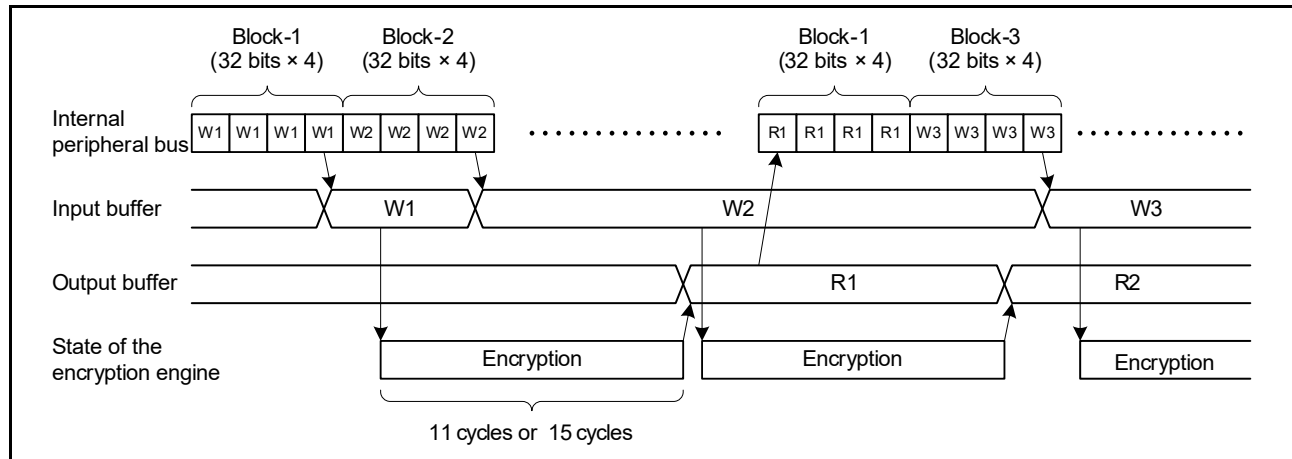 Block-1
(32 bits × 4)
Block-2
(32 bits × 4)
Block-1
(32 bits × 4)
Block-3
(32 bits × 4)
Internal
peripheral bus
W1 W1 W1 W1 W2 W2 W2 W2 R1 R1 R1 R1 W3 W3 W3 W3
Input buffer
W1 W2 W3
Output buffer
R1 R2
State of the
encryption engine
Encryption Encryption Encryption
11 cycles or 15 cycles